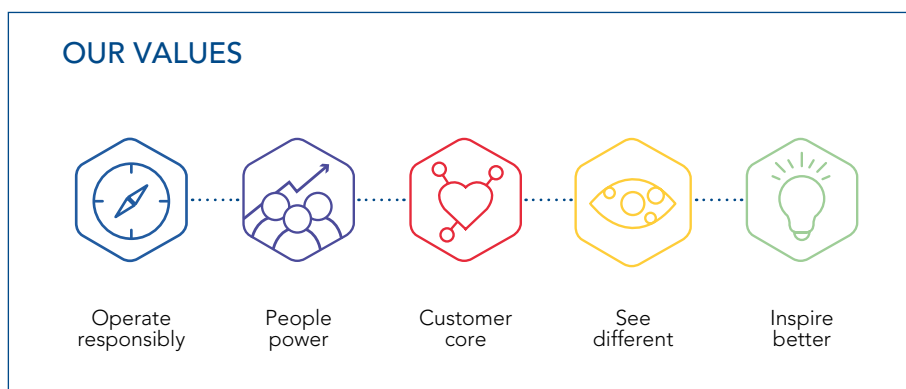 OUR VALUES
Operate
responsibly
People
power
Customer
core
See
different
Inspire
better